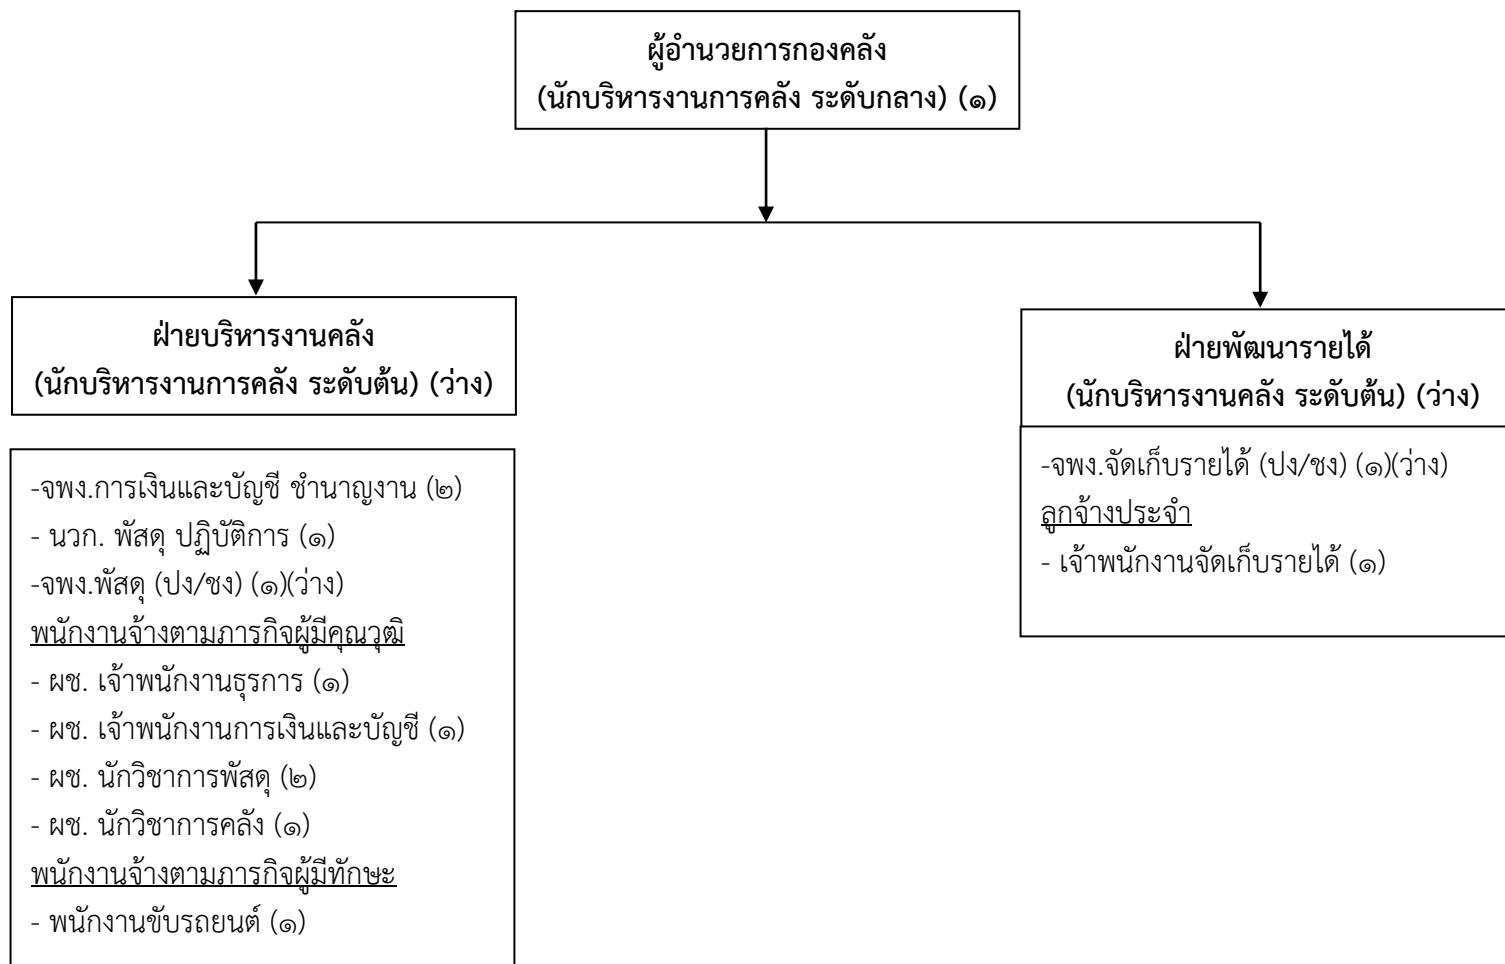 ผู้อำนวยการกองคลัง
(นักบริหารงานการคลัง ระดับกลาง) (๑)
ฝ่ายบริหารงานคลัง
(นักบริหารงานการคลัง ระดับต้น) (ว่าง)
-จพง.การเงินและบัญชี ชำนาญงาน (๒)
- นวก. พัสดุ ปฏิบัติการ (๑)
-จพง.พัสดุ (ปง/ชง) (๑)(ว่าง)
พนักงานจ้างตามภารกิจผู้มีคุณวุฒิ
- ผช. เจ้าพนักงานธุรการ (๑)
- ผช. เจ้าพนักงานการเงินและบัญชี (๑)
- ผช. นักวิชาการพัสดุ (๒)
- ผช. นักวิชาการคลัง (๑)
พนักงานจ้างตามภารกิจผู้มีทักษะ
- พนักงานขับรถยนต์ (๑)
ฝ่ายพัฒนารายได้
(นักบริหารงานคลัง ระดับต้น) (ว่าง)
-จพง.จัดเก็บรายได้ (ปง/ชง) (๑)(ว่าง)
ลูกจ้างประจำ
- เจ้าพนักงานจัดเก็บรายได้ (๑)